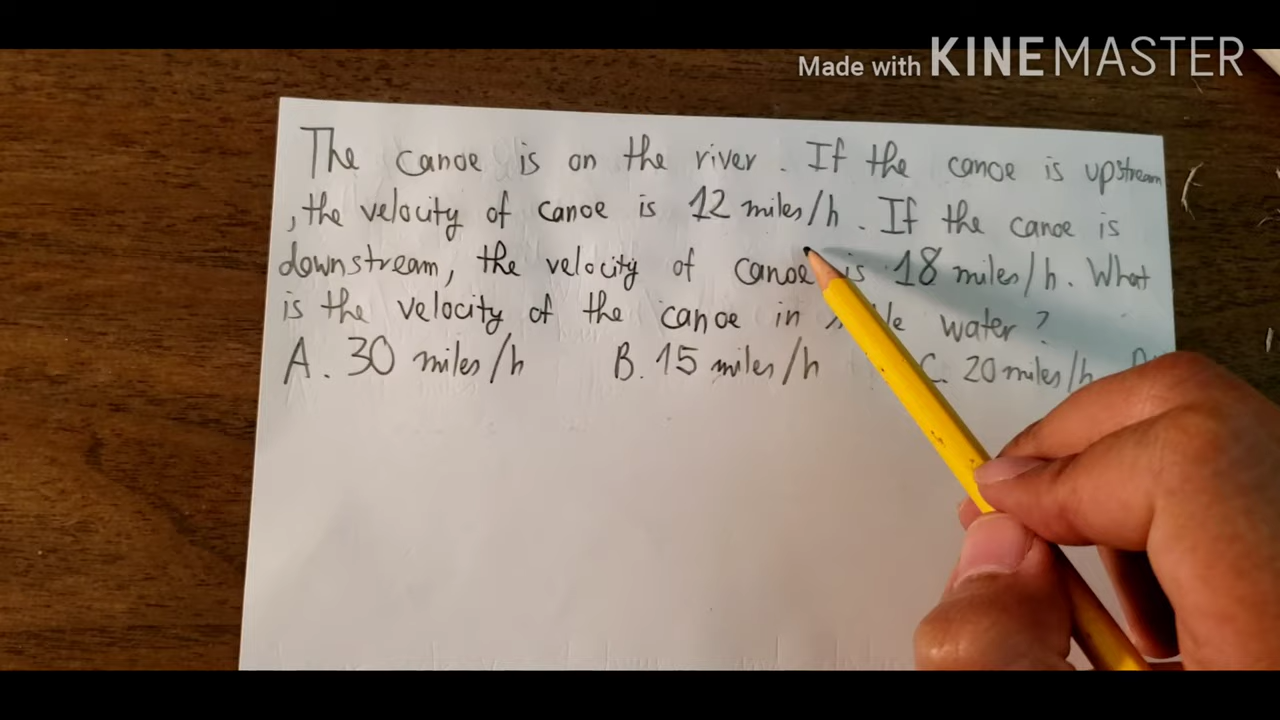 Made with KINEMASTER
The canoe is on the river. If the canoe is upstream
, the velocity of canoe is 12 miles/h. If the canoe is
downstream, the velocity of canoe is 18 miles/h. What
is the velocity of the canoe in water?
A. 30 miles/h B. 15 miles/h C. 20 miles/h